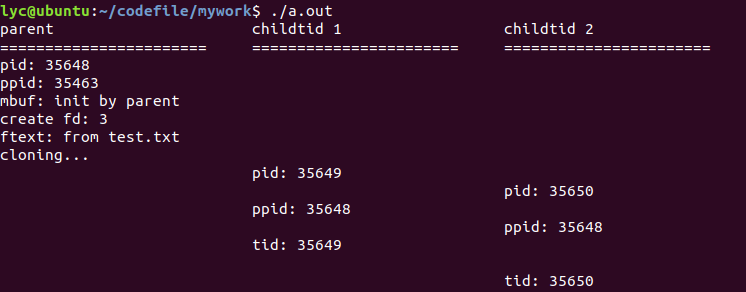 lyc@ubuntu:~/codefile/mywork$ ./a.out
parent childtid 1 childtid 2
======================= ======================= =======================
pid: 35648
ppid: 35463
mbuf: init by parent
create fd: 3
ftext: from test.txt
cloning...
pid: 35649
pid: 35650
ppid: 35648
ppid: 35648
tid: 35649
tid: 35650